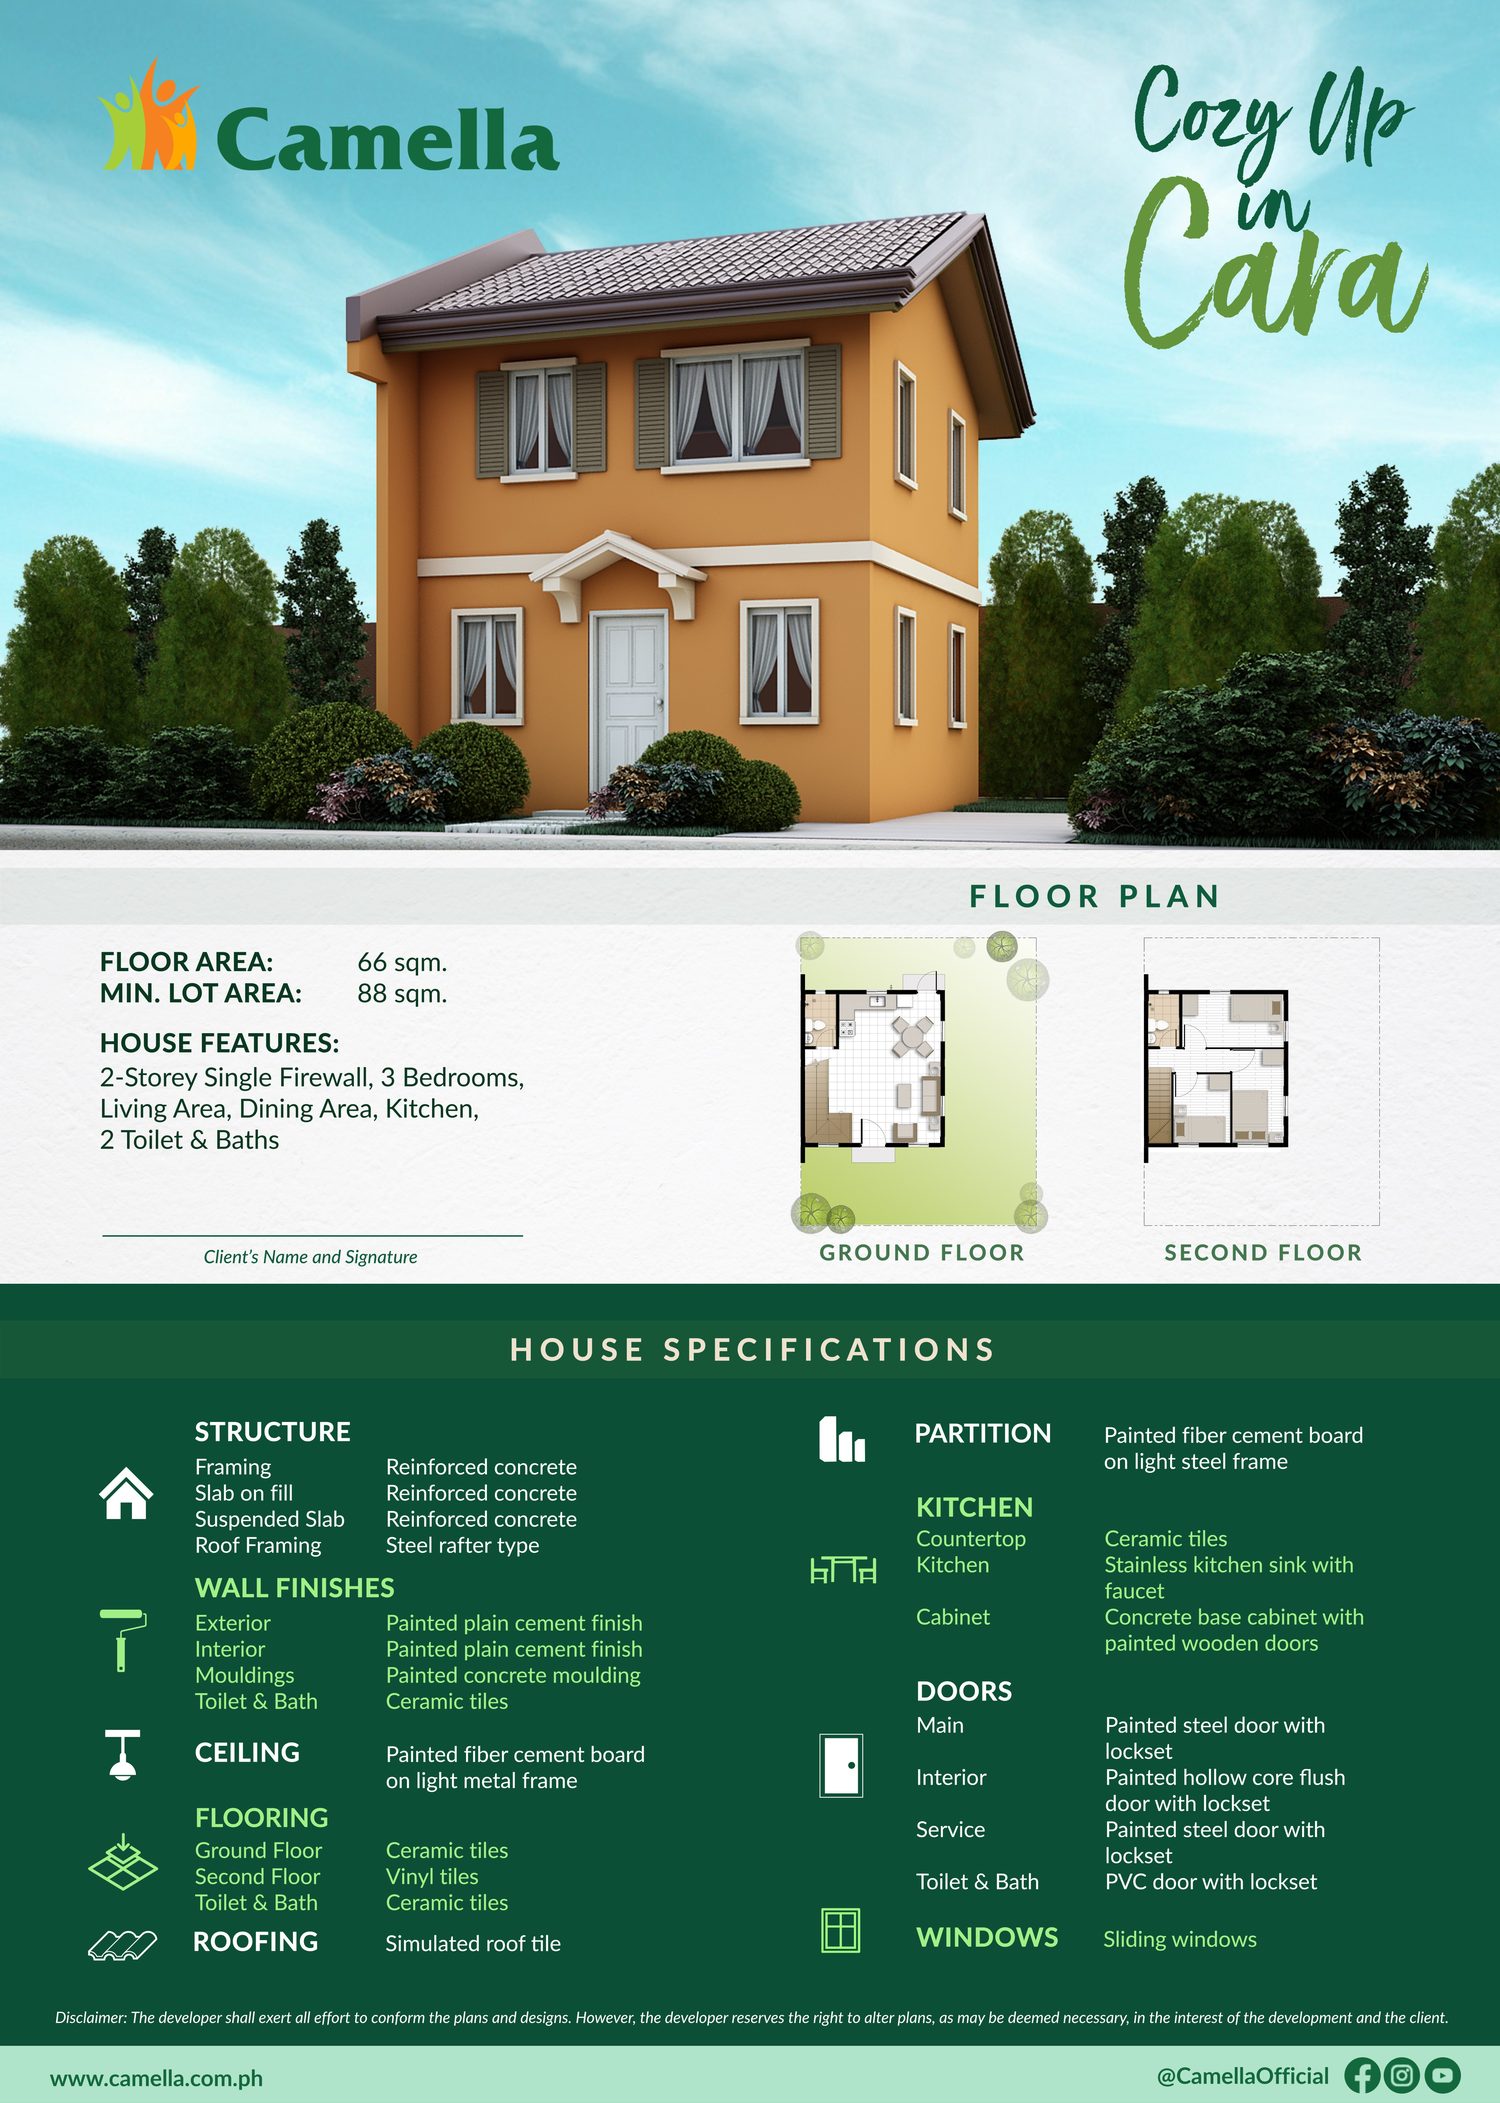 Camella
Cozy Up
in
Cara
FLOOR PLAN
FLOOR AREA: 66 sqm.
MIN. LOT AREA: 88 sqm.
HOUSE FEATURES:
2-Storey Single Firewall, 3 Bedrooms,
Living Area, Dining Area, Kitchen,
2 Toilet & Baths
Client's Name and Signature
GROUND FLOOR
SECOND FLOOR
HOUSE SPECIFICATIONS
STRUCTURE
Framing Reinforced concrete
Slab on fill Reinforced concrete
Suspended Slab Reinforced concrete
Roof Framing Steel rafter type
WALL FINISHES
Exterior Painted plain cement finish
Interior Painted plain cement finish
Mouldings Painted concrete moulding
Toilet & Bath Ceramic tiles
CEILING Painted fiber cement board
on light metal frame
FLOORING
Ground Floor Ceramic tiles
Second Floor Vinyl tiles
Toilet & Bath Ceramic tiles
ROOFING Simulated roof tile
PARTITION Painted fiber cement board
on light steel frame
KITCHEN
Countertop Ceramic tiles
Kitchen Stainless kitchen sink with
faucet
Cabinet Concrete base cabinet with
painted wooden doors
DOORS
Main Painted steel door with
lockset
Interior Painted hollow core flush
door with lockset
Service Painted steel door with
lockset
Toilet & Bath PVC door with lockset
WINDOWS Sliding windows
Disclaimer: The developer shall exert all effort to conform the plans and designs. However, the developer reserves the right to alter plans, as may be deemed necessary, in the interest of the development and the client.
www.camella.com.ph
@CamellaOfficial